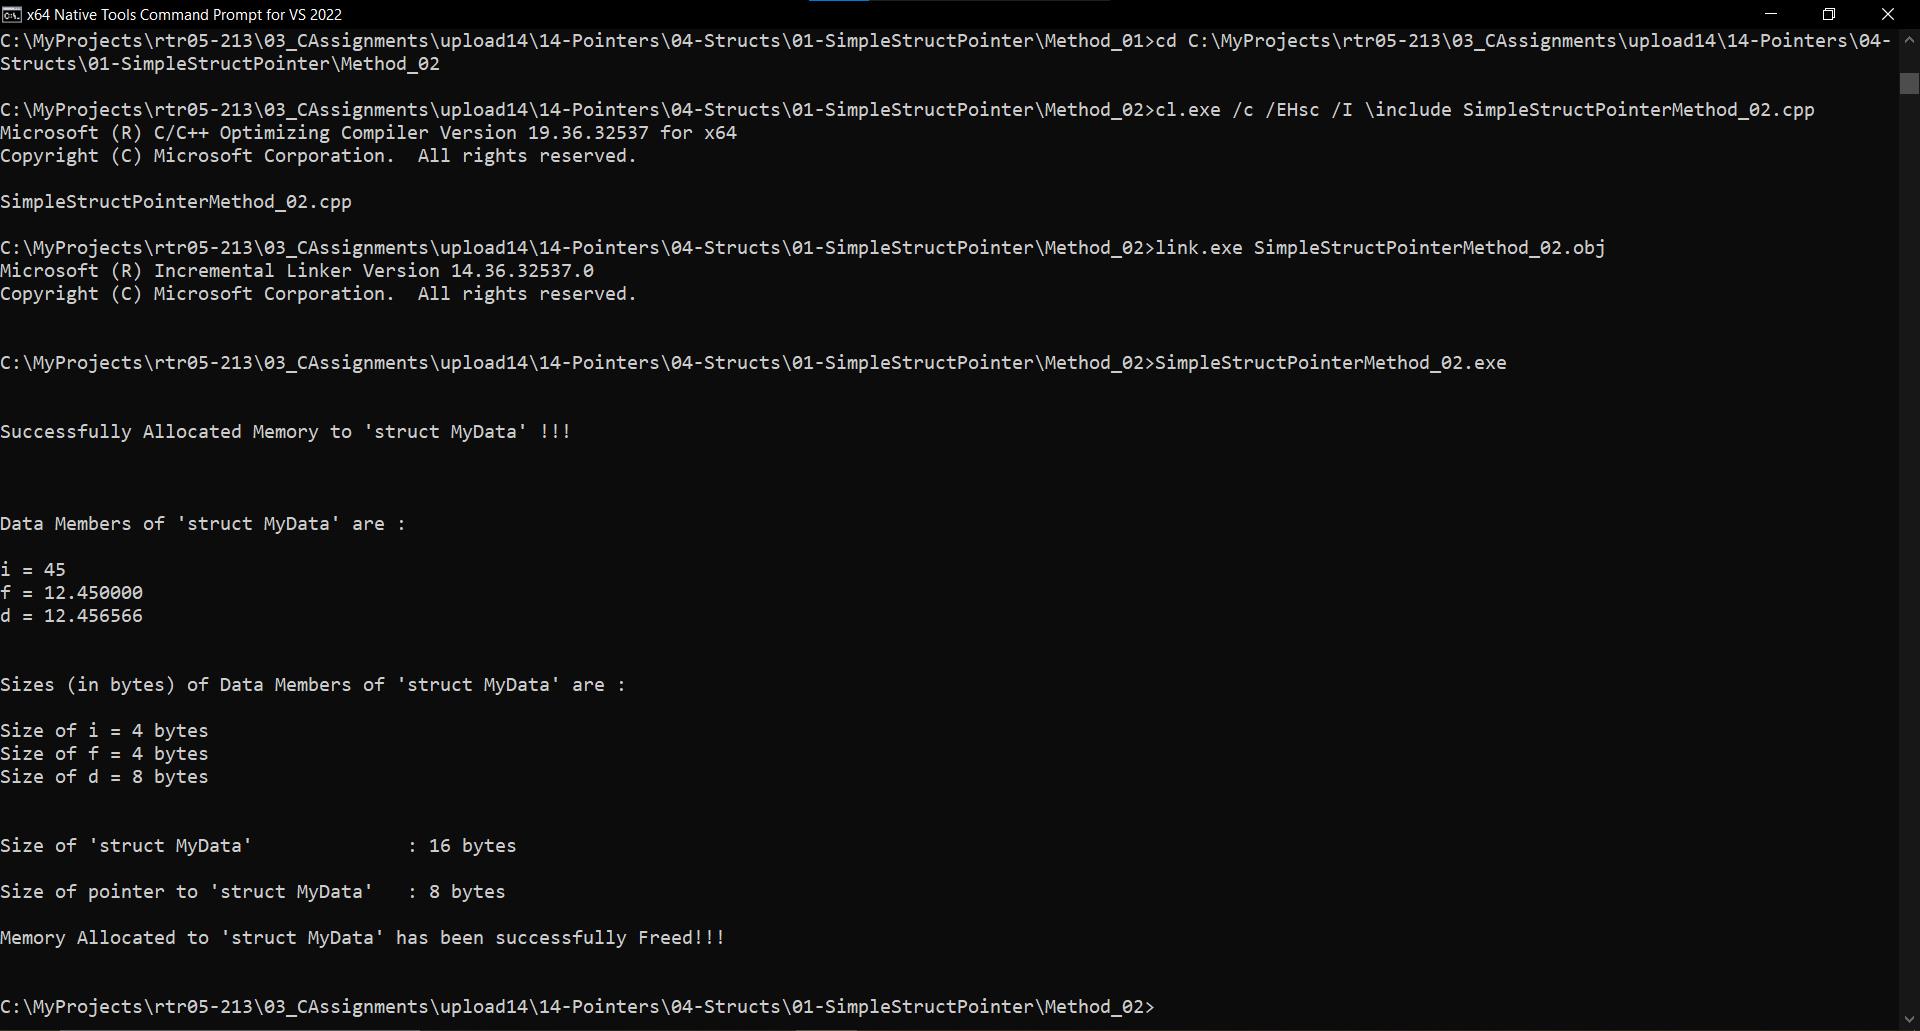 x64 Native Tools Command Prompt for VS 2022
C:\MyProjects\rtr05-213\03_CAssignments\upload14\14-Pointers\04-Structs\01-SimpleStructPointer\Method_01>cd C:\MyProjects\rtr05-213\03_CAssignments\upload14\14-Pointers\04-
Structs\01-SimpleStructPointer\Method_02
C:\MyProjects\rtr05-213\03_CAssignments\upload14\14-Pointers\04-Structs\01-SimpleStructPointer\Method_02>cl.exe /c /EHsc /I \include SimpleStructPointerMethod_02.cpp
Microsoft (R) C/C++ Optimizing Compiler Version 19.36.32537 for x64
Copyright (C) Microsoft Corporation.  All rights reserved.
SimpleStructPointerMethod_02.cpp
C:\MyProjects\rtr05-213\03_CAssignments\upload14\14-Pointers\04-Structs\01-SimpleStructPointer\Method_02>link.exe SimpleStructPointerMethod_02.obj
Microsoft (R) Incremental Linker Version 14.36.32537.0
Copyright (C) Microsoft Corporation.  All rights reserved.
C:\MyProjects\rtr05-213\03_CAssignments\upload14\14-Pointers\04-Structs\01-SimpleStructPointer\Method_02>SimpleStructPointerMethod_02.exe
Successfully Allocated Memory to 'struct MyData' !!!
Data Members of 'struct MyData' are :
i = 45
f = 12.450000
d = 12.456566
Sizes (in bytes) of Data Members of 'struct MyData' are :
Size of i = 4 bytes
Size of f = 4 bytes
Size of d = 8 bytes
Size of 'struct MyData'              : 16 bytes
Size of pointer to 'struct MyData'   : 8 bytes
Memory Allocated to 'struct MyData' has been successfully Freed!!!
C:\MyProjects\rtr05-213\03_CAssignments\upload14\14-Pointers\04-Structs\01-SimpleStructPointer\Method_02>